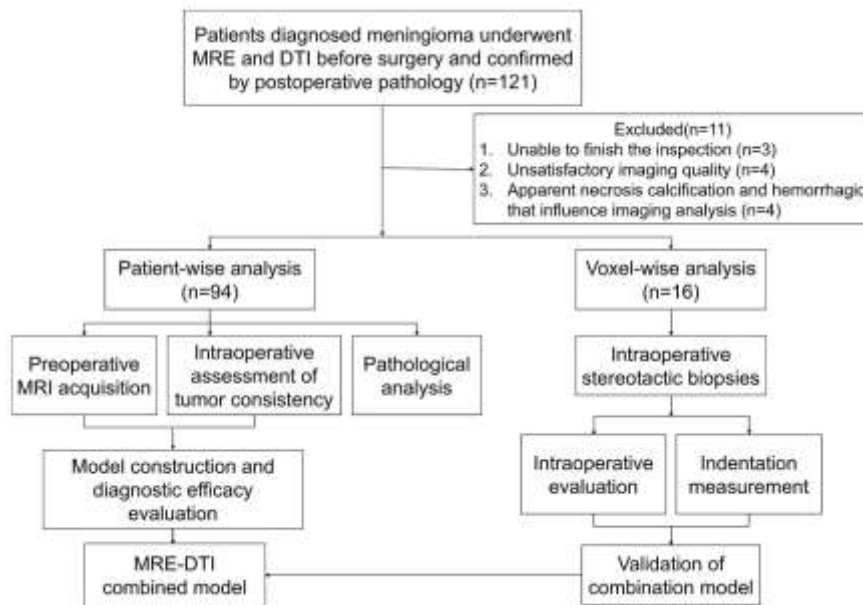 Patients diagnosed meningioma underwent
MRE and DTI before surgery and confirmed
by postoperative pathology (n=121)
Excluded(n=11)
1. Unable to finish the inspection (n=3)
2. Unsatisfactory imaging quality (n=4)
3. Apparent necrosis calcification and hemorrhagic
that influence imaging analysis (n=4)
Patient-wise analysis
(n=94)
Voxel-wise analysis
(n=16)
Preoperative
MRI acquisition
Intraoperative
assessment of
tumor consistency
Pathological
analysis
Intraoperative
stereotactic biopsies
Model construction and
diagnostic efficacy
evaluation
Intraoperative
evaluation
Indentation
measurement
MRE-DTI
combined model
Validation of
combination model